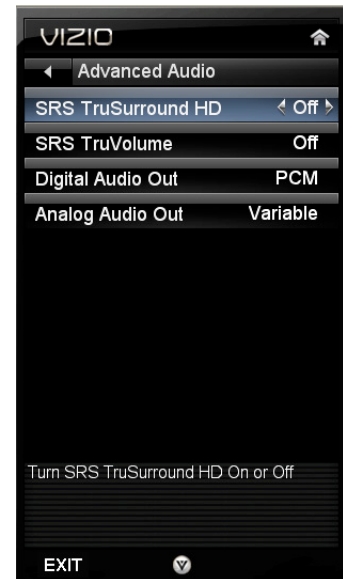 VIZIO
Advanced Audio
SRS TruSurround HD Off
SRS TruVolume Off
Digital Audio Out PCM
Analog Audio Out Variable
Turn SRS TruSurround HD On or Off
EXIT